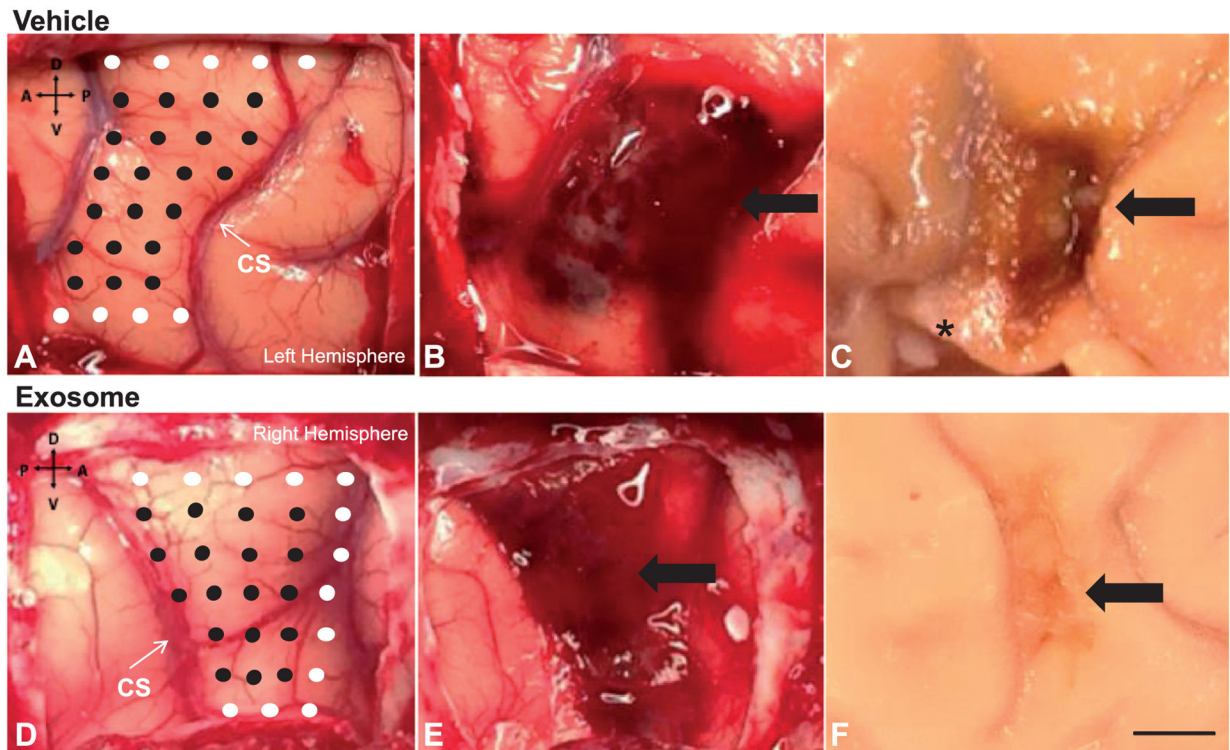 Vehicle
D
A P
V
CS
A
Left Hemisphere
B
C
*
Exosome
Right Hemisphere
D
P A
V
CS
D
E
F